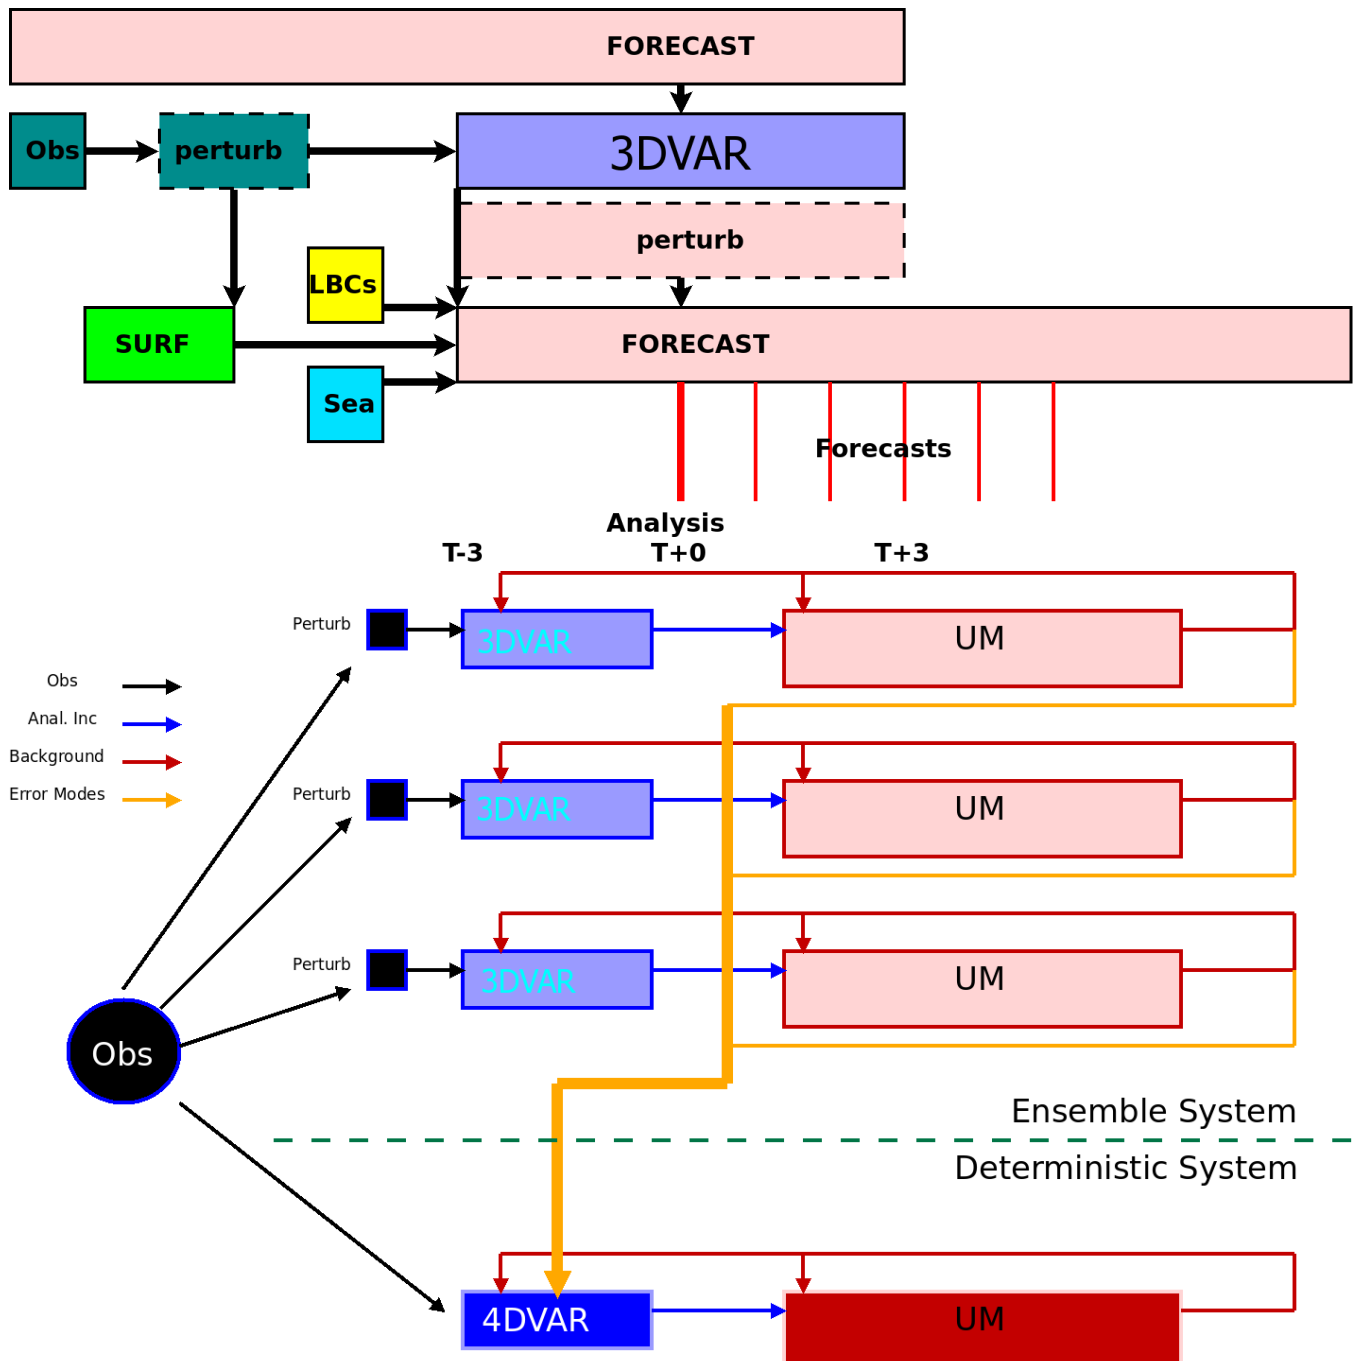 FORECAST
Obs
perturb
3DVAR
perturb
LBCs
SURF
FORECAST
Sea
Forecasts
Analysis
T-3
T+0
T+3
Perturb
3DVAR
UM
Obs
Anal. Inc
Background
Error Modes
Perturb
3DVAR
UM
Perturb
3DVAR
UM
Obs
Ensemble System
Deterministic System
4DVAR
UM